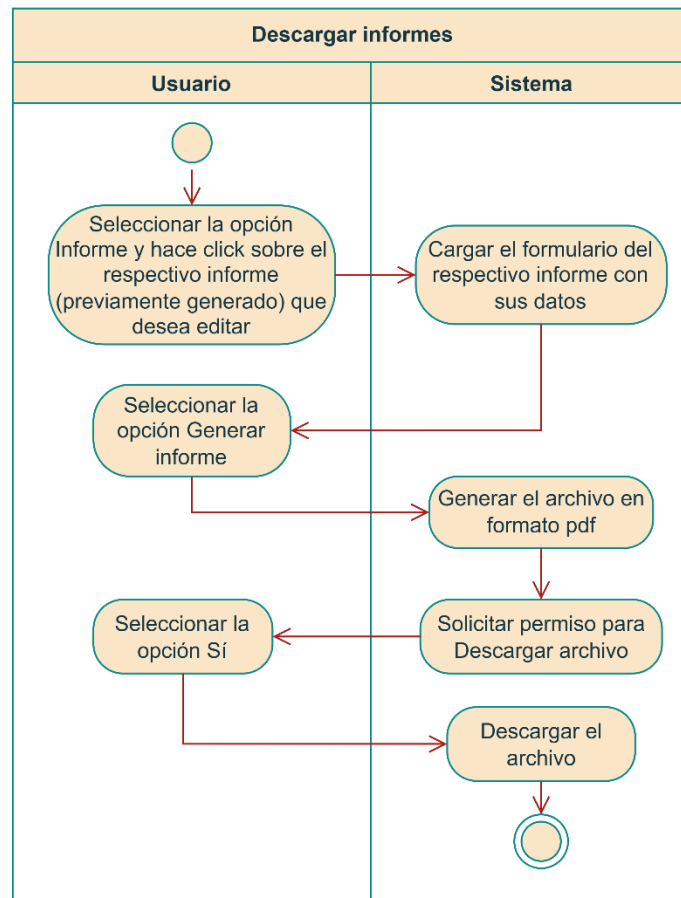 Descargar informes
Usuario
Sistema
Seleccionar la opción
Informe y hace click sobre el
respectivo informe
(previamente generado) que
desea editar
Cargar el formulario del
respectivo informe con
sus datos
Seleccionar la
opción Generar
informe
Generar el archivo en
formato pdf
Solicitar permiso para
Descargar archivo
Seleccionar la
opción Sí
Descargar el
archivo